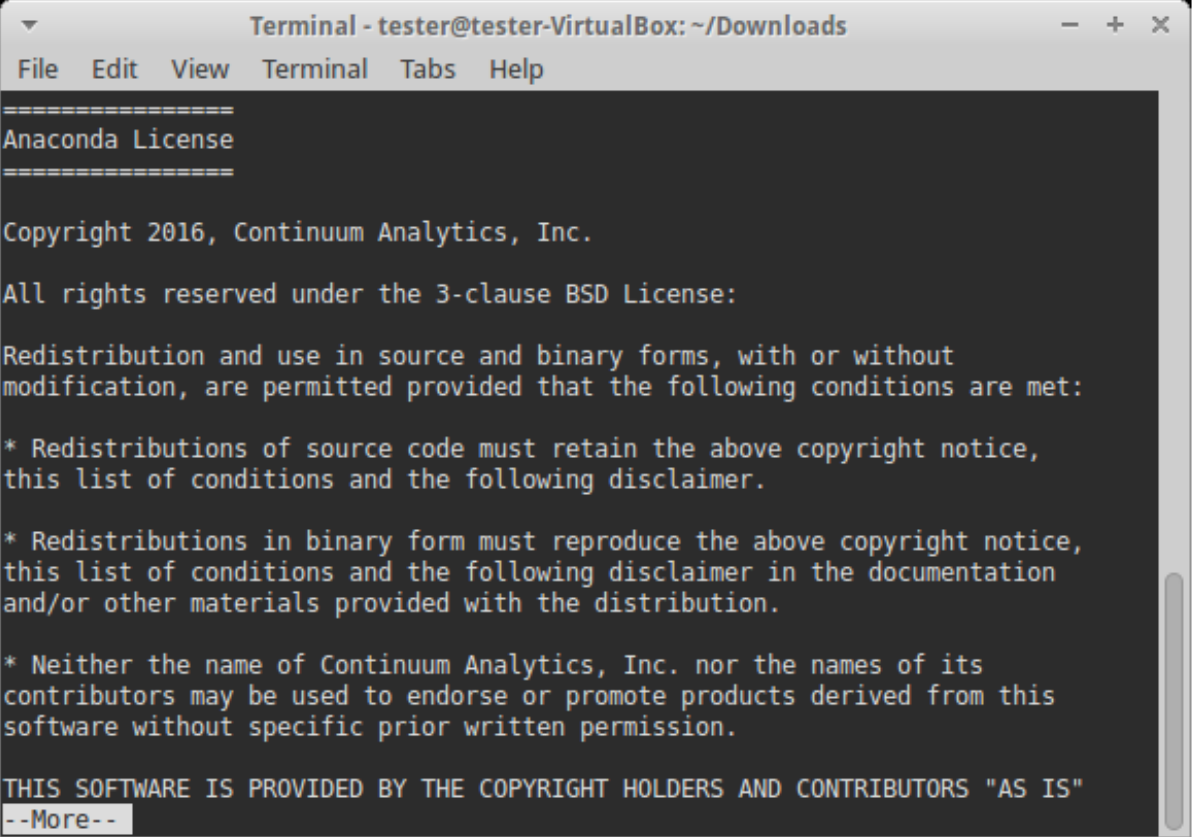 Terminal - tester@tester-VirtualBox: ~/Downloads
File Edit View Terminal Tabs Help
================
Anaconda License
================
Copyright 2016, Continuum Analytics, Inc.
All rights reserved under the 3-clause BSD License:
Redistribution and use in source and binary forms, with or without
modification, are permitted provided that the following conditions are met:
* Redistributions of source code must retain the above copyright notice,
this list of conditions and the following disclaimer.
* Redistributions in binary form must reproduce the above copyright notice,
this list of conditions and the following disclaimer in the documentation
and/or other materials provided with the distribution.
* Neither the name of Continuum Analytics, Inc. nor the names of its
contributors may be used to endorse or promote products derived from this
software without specific prior written permission.
THIS SOFTWARE IS PROVIDED BY THE COPYRIGHT HOLDERS AND CONTRIBUTORS "AS IS"
--More--